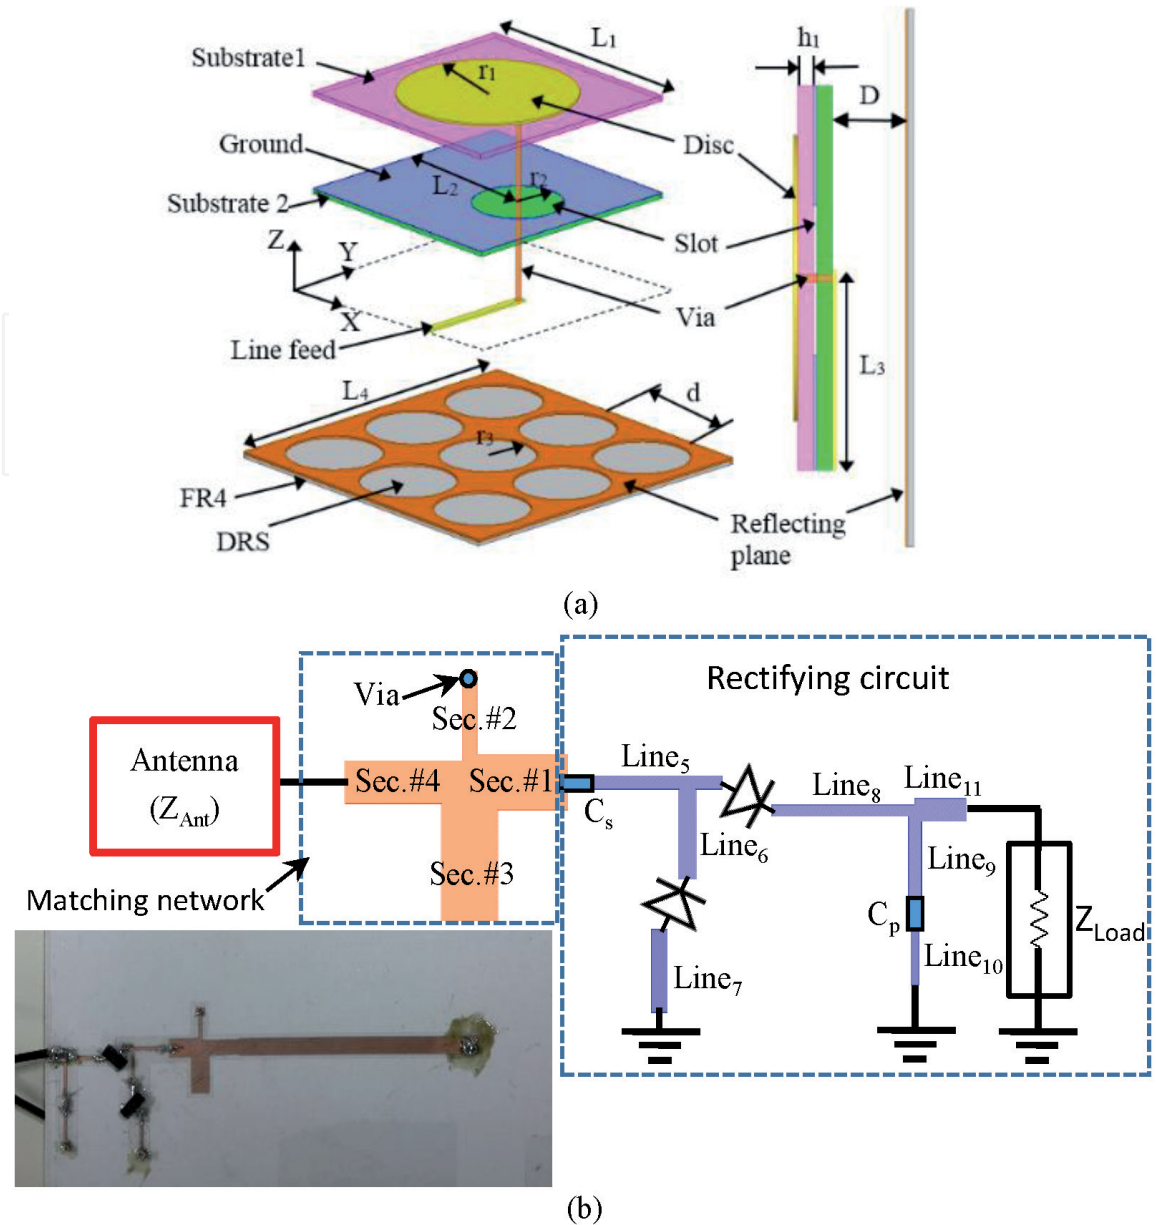 Substrate1
L1
r1
h1
D
Ground
Disc
L2
r2
Substrate 2
Slot
Z
Y
X
Via
Line feed
L3
L4
d
r3
FR4
DRS
Reflecting
plane
(a)
Rectifying circuit
Via
Sec.#2
Antenna
(ZAnt)
Sec.#4
Sec.#1
Cs
Line5
Line8
Line11
Line6
Line9
Sec.#3
Matching network
Cp
ZLoad
Line7
Line10
(b)